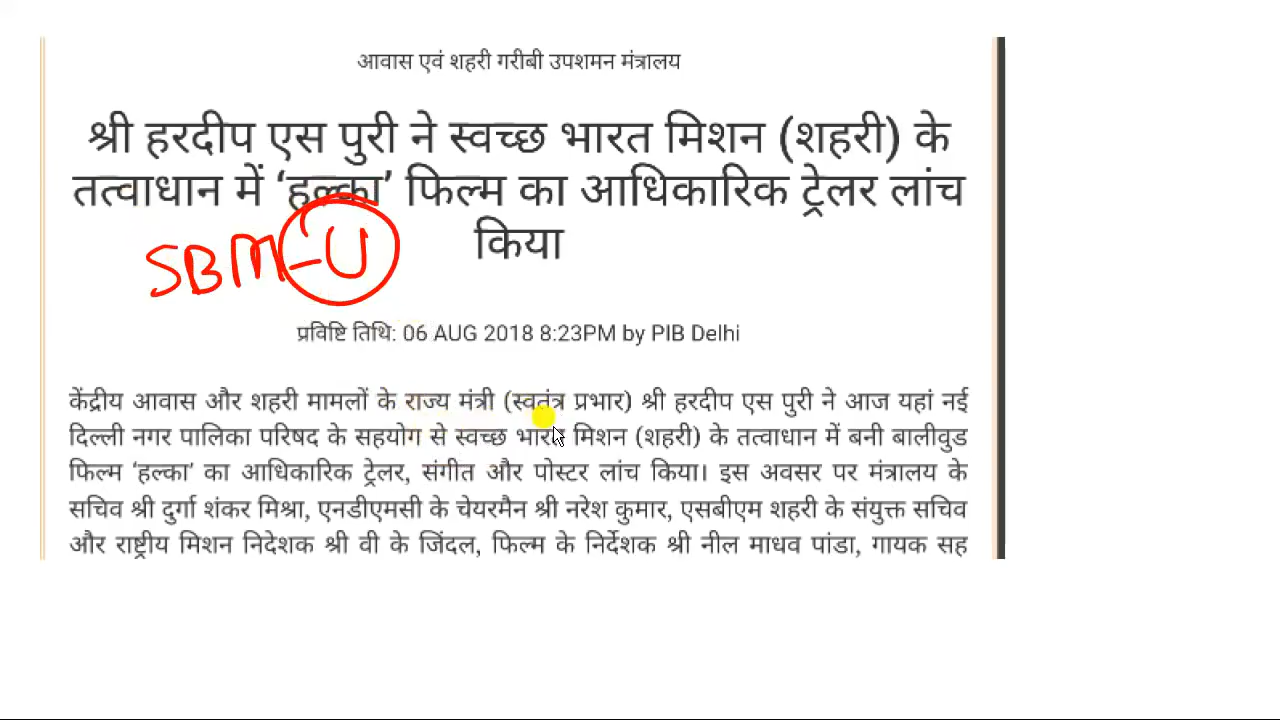 आवास एवं शहरी गरीबी उपशमन मंत्रालय
श्री हरदीप एस पुरी ने स्वच्छ भारत मिशन (शहरी) के
तत्वाधान में ‘हल्का’ फिल्म का आधिकारिक ट्रेलर लांच
किया
SBM-U
प्रविष्टि तिथि: 06 AUG 2018 8:23PM by PIB Delhi
केंद्रीय आवास और शहरी मामलों के राज्य मंत्री (स्वतंत्र प्रभार) श्री हरदीप एस पुरी ने आज यहां नई
दिल्ली नगर पालिका परिषद के सहयोग से स्वच्छ भारत मिशन (शहरी) के तत्वाधान में बनी बालीवुड
फिल्म ‘हल्का’ का आधिकारिक ट्रेलर, संगीत और पोस्टर लांच किया। इस अवसर पर मंत्रालय के
सचिव श्री दुर्गा शंकर मिश्रा, एनडीएमसी के चेयरमैन श्री नरेश कुमार, एसबीएम शहरी के संयुक्त सचिव
और राष्ट्रीय मिशन निदेशक श्री वी के जिंदल, फिल्म के निर्देशक श्री नील माधव पांडा, गायक सह